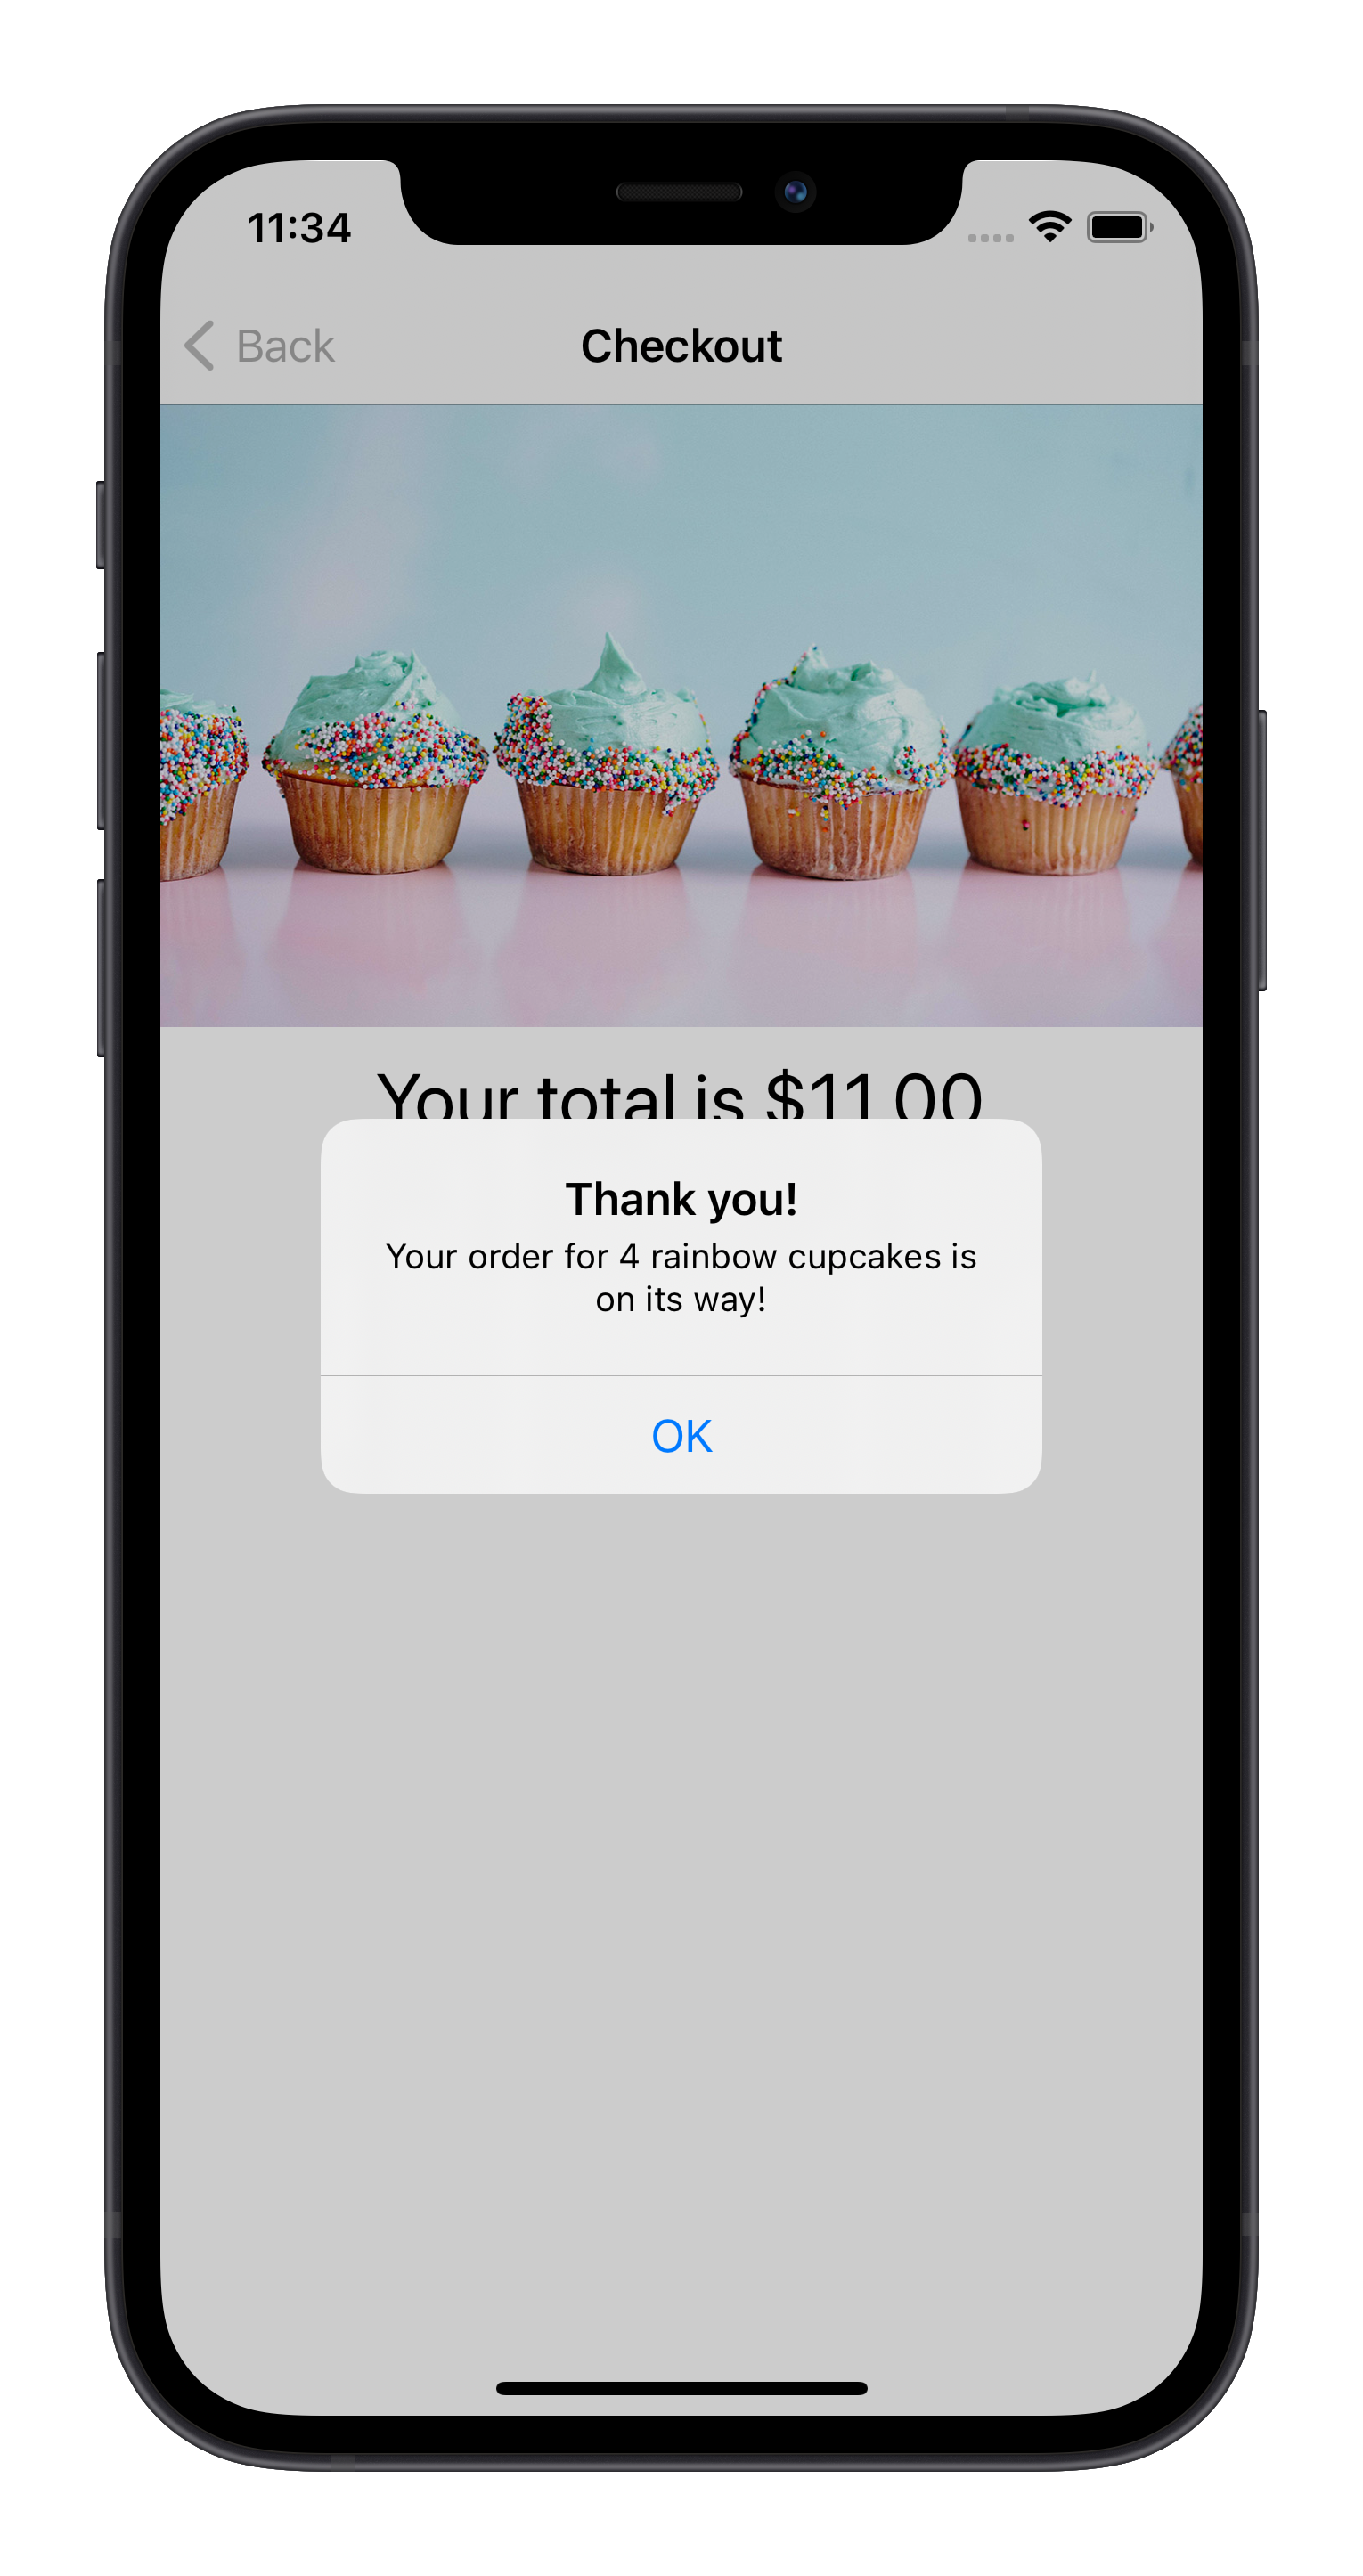 11:34
Back
Checkout
Your total is $11.00
Thank you!
Your order for 4 rainbow cupcakes is
on its way!
OK